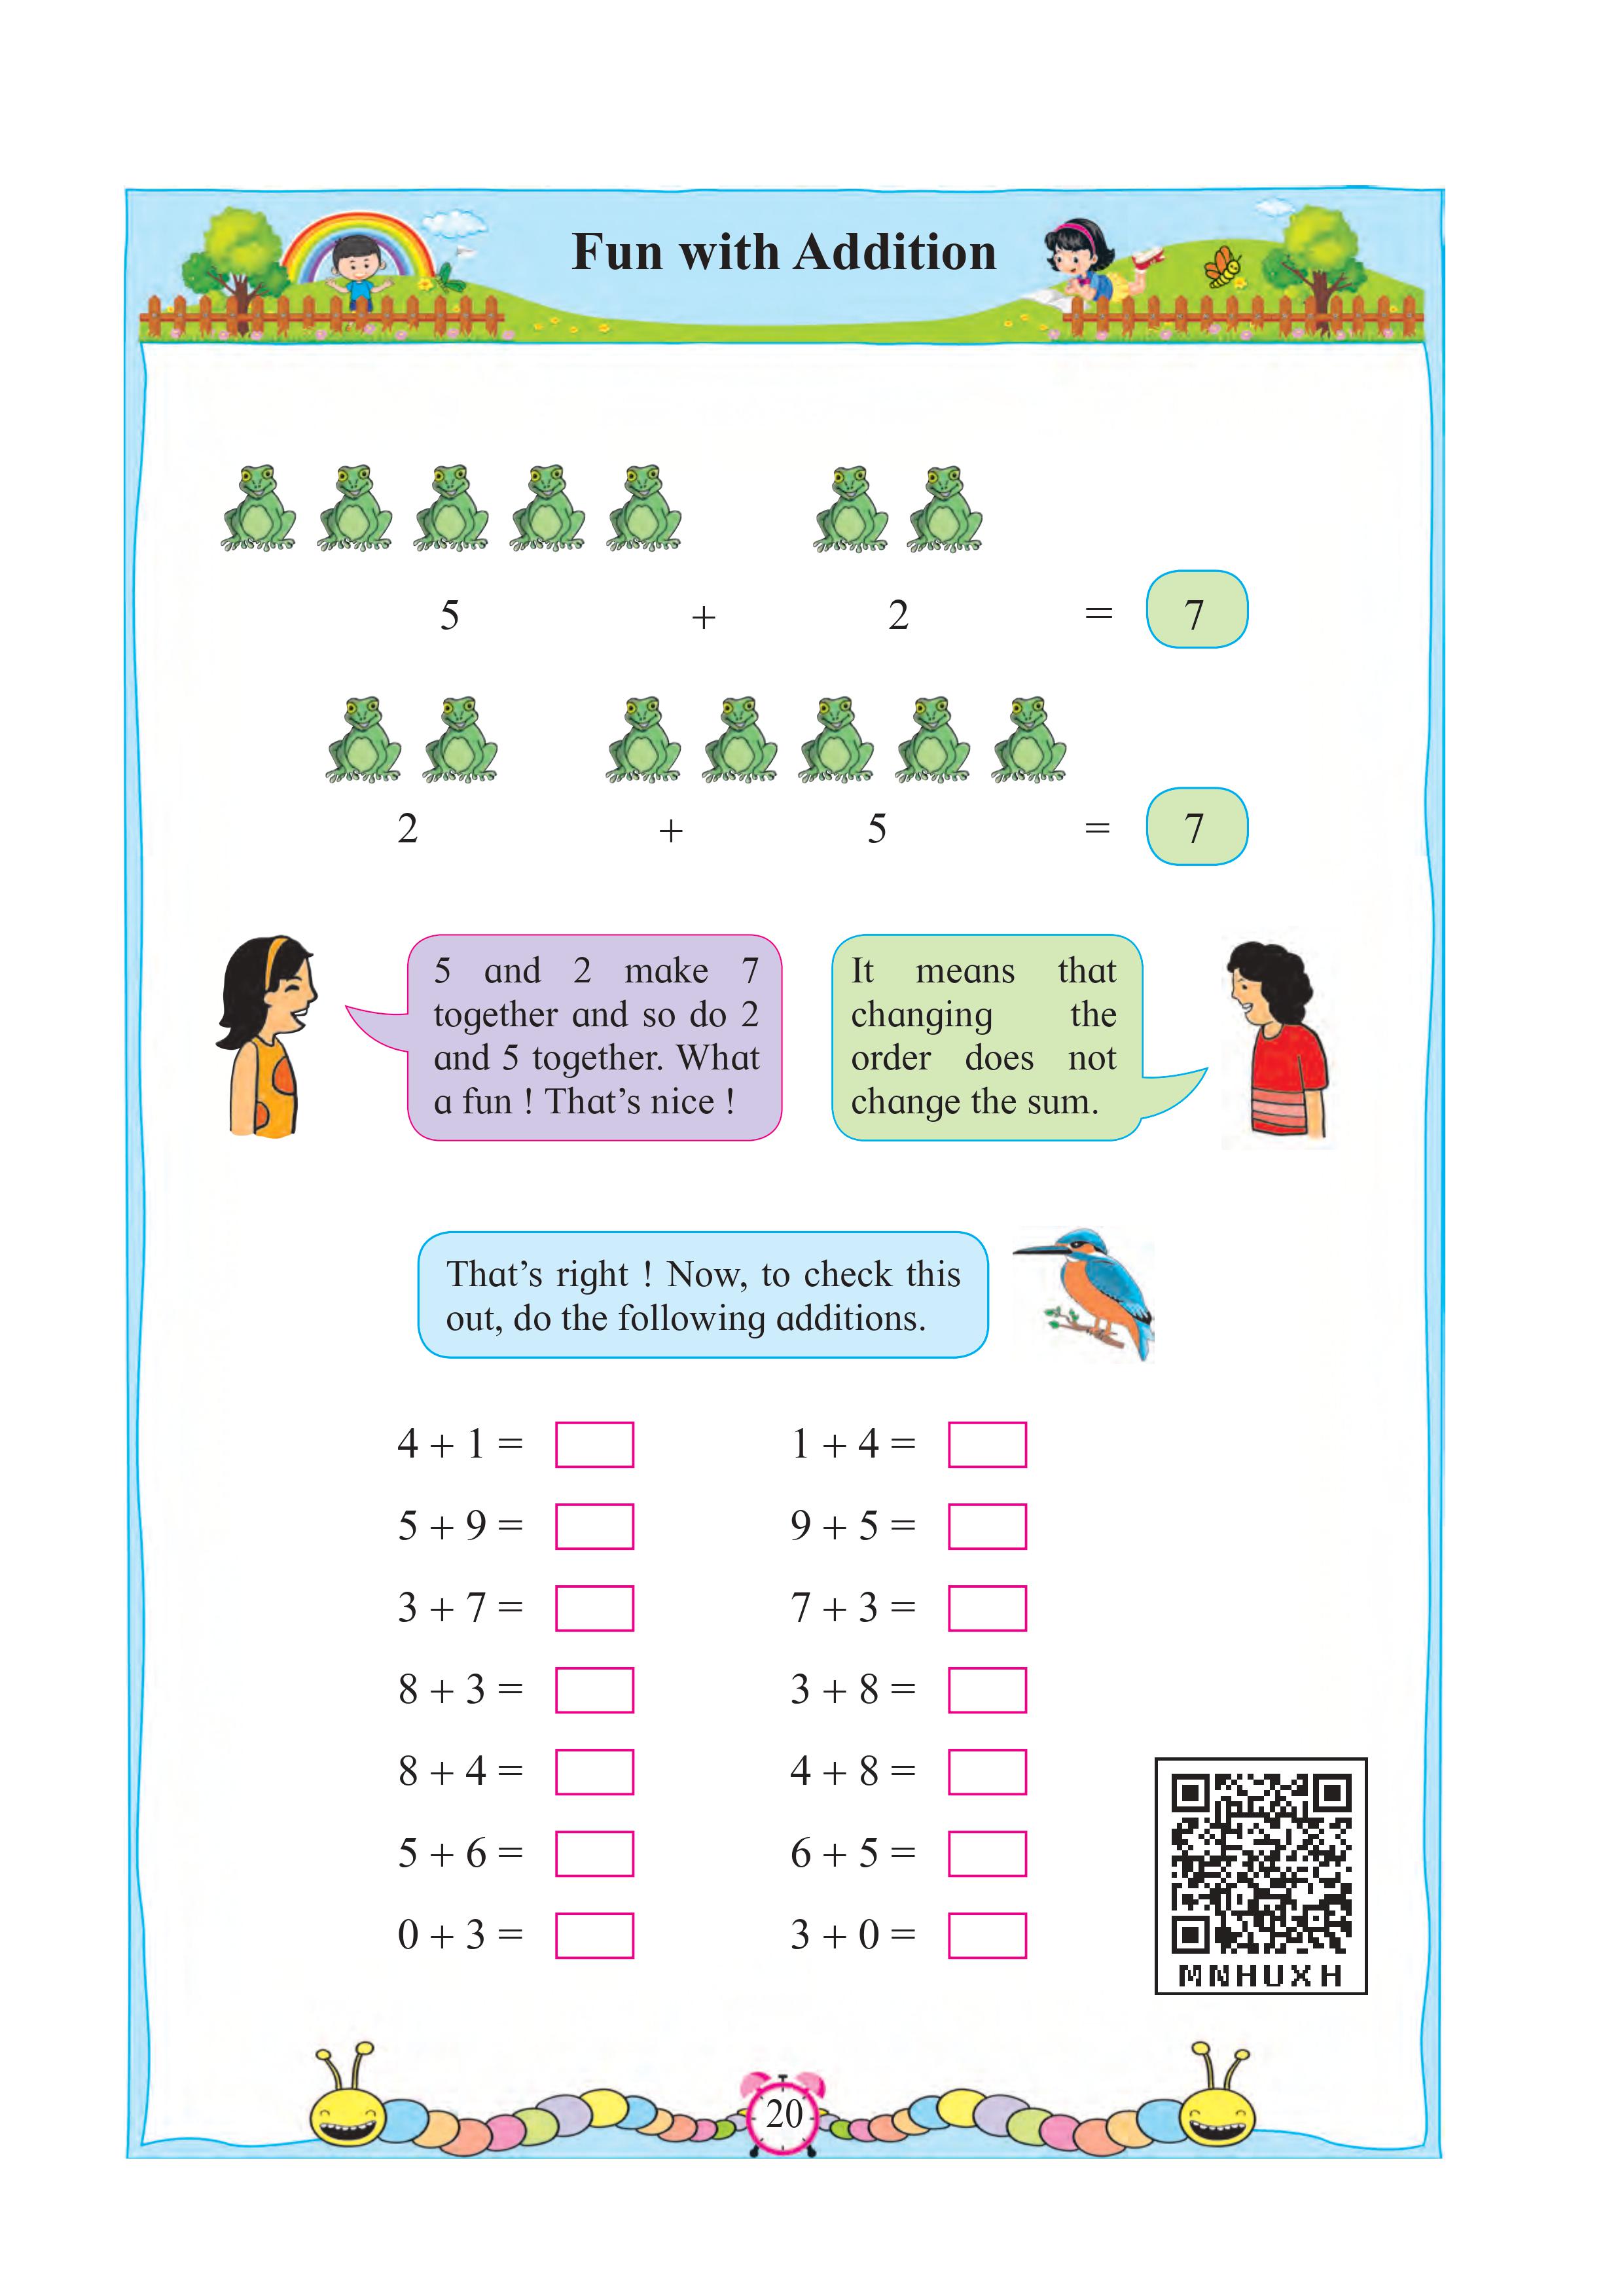 Fun with Addition
5 + 2 = 7
2 + 5 = 7
5 and 2 make 7
together and so do 2
and 5 together. What
a fun ! That's nice !
It means that
changing the
order does not
change the sum.
That's right ! Now, to check this
out, do the following additions.
4 + 1 =
1 + 4 =
5 + 9 =
9 + 5 =
3 + 7 =
7 + 3 =
8 + 3 =
3 + 8 =
8 + 4 =
4 + 8 =
5 + 6 =
6 + 5 =
0 + 3 =
3 + 0 =
MNHUXH
20